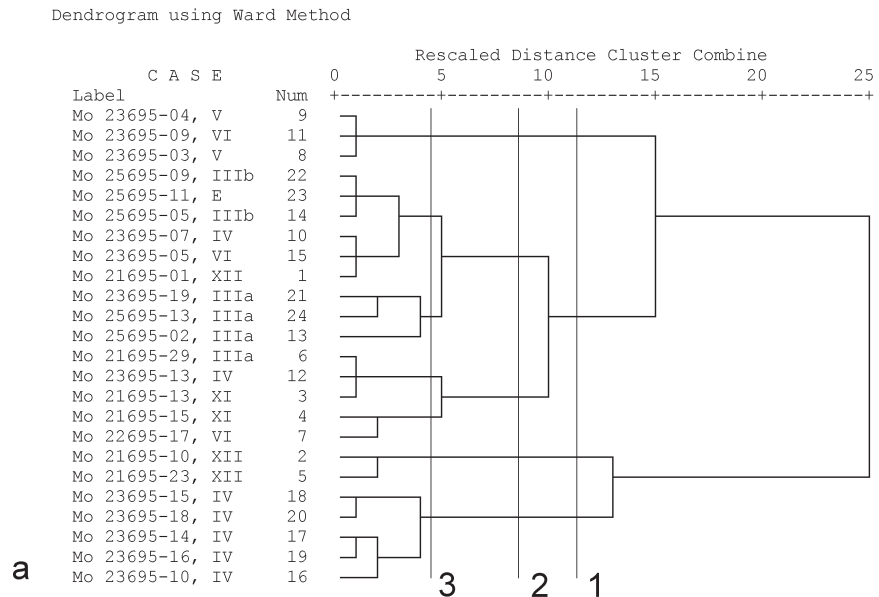 Dendrogram using Ward Method
Rescaled Distance Cluster Combine
C A S E 0 5 10 15 20 25
Label Num +---------+---------+---------+---------+---------+
Mo 23695-04, V 9
Mo 23695-09, VI 11
Mo 23695-03, V 8
Mo 25695-09, IIIb 22
Mo 25695-11, E 23
Mo 25695-05, IIIb 14
Mo 23695-07, IV 10
Mo 23695-05, VI 15
Mo 21695-01, XII 1
Mo 23695-19, IIIa 21
Mo 25695-13, IIIa 24
Mo 25695-02, IIIa 13
Mo 21695-29, IIIa 6
Mo 23695-13, IV 12
Mo 21695-13, XI 3
Mo 21695-15, XI 4
Mo 22695-17, VI 7
Mo 21695-10, XII 2
Mo 21695-23, XII 5
Mo 23695-15, IV 18
Mo 23695-18, IV 20
Mo 23695-14, IV 17
Mo 23695-16, IV 19
Mo 23695-10, IV 16
a 3 2 1